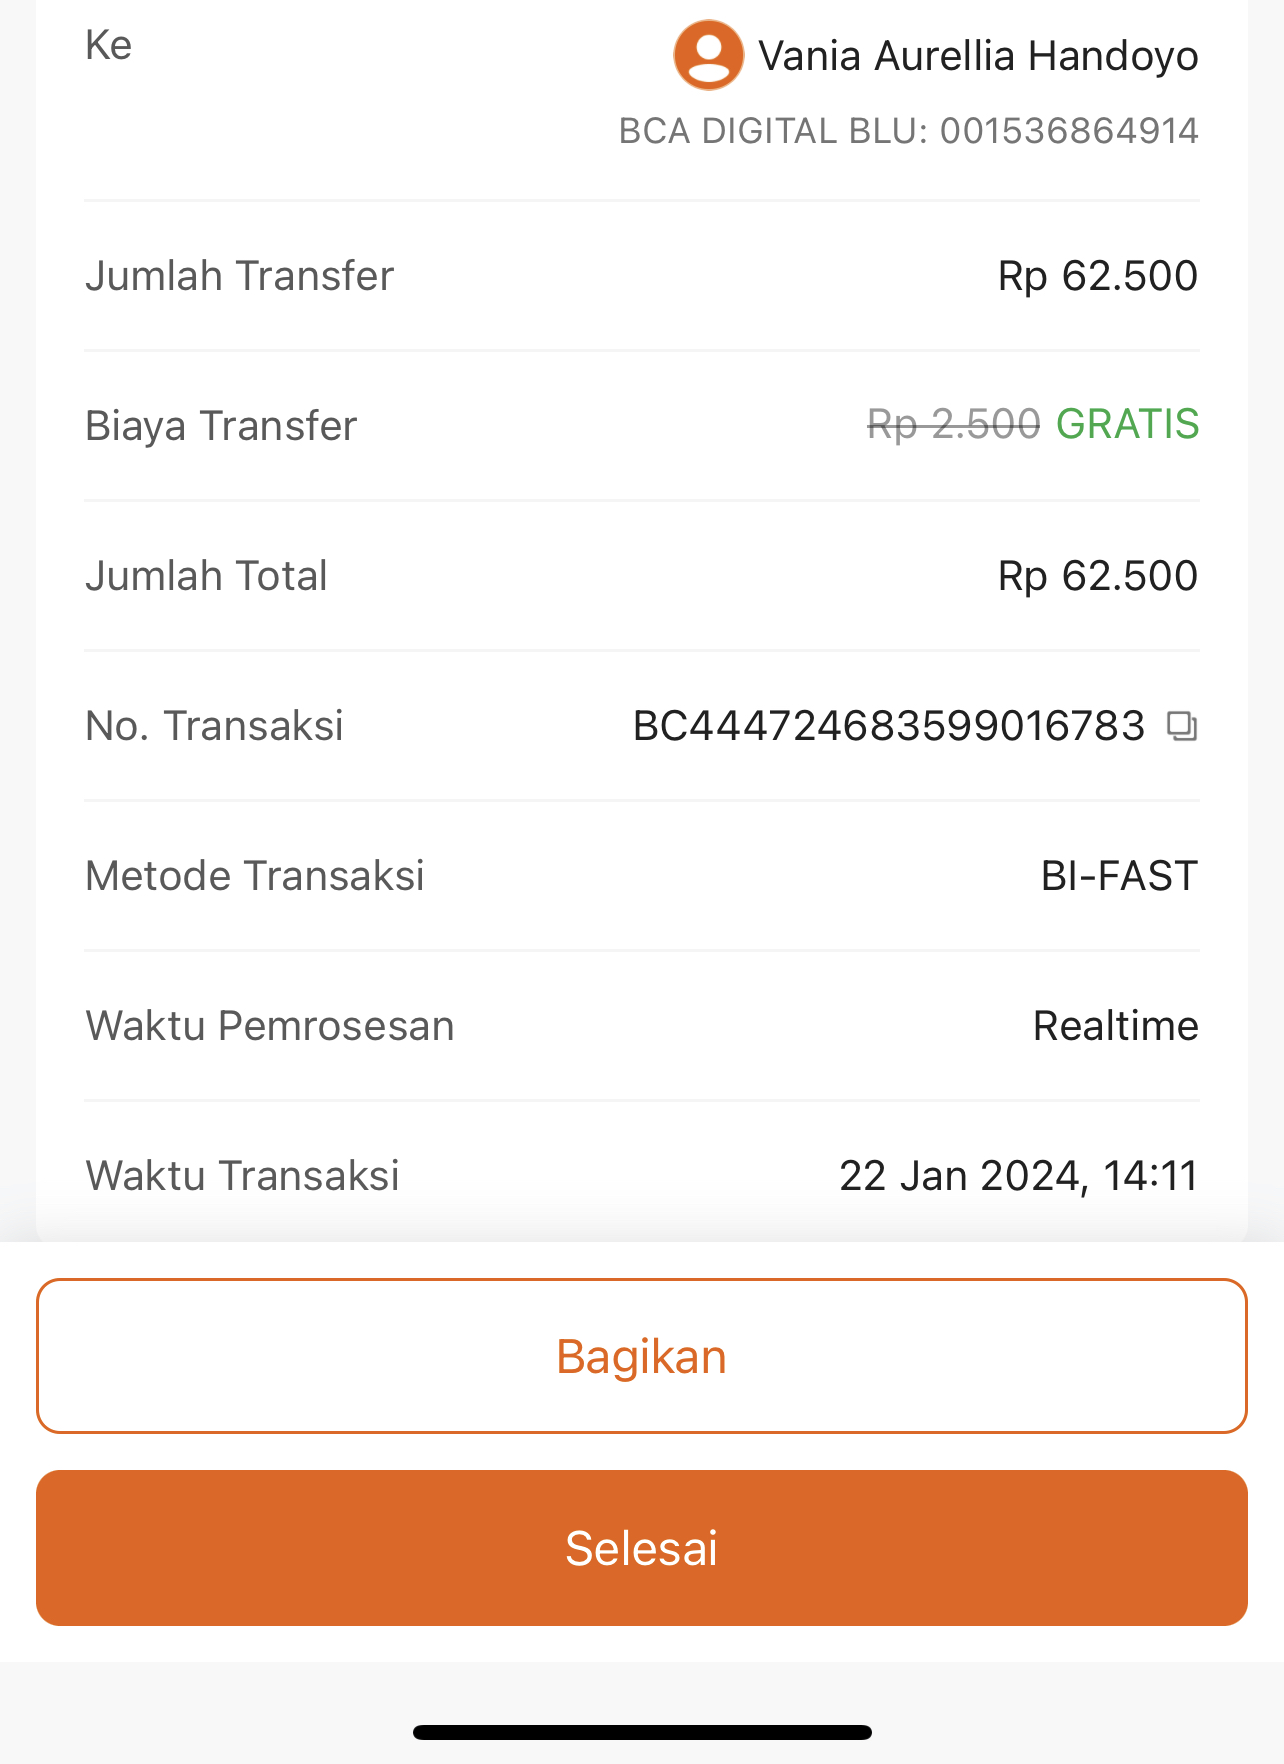 Ke
Vania Aurellia Handoyo
BCA DIGITAL BLU: 001536864914
Jumlah Transfer
Rp 62.500
Biaya Transfer
Rp 2.500 GRATIS
Jumlah Total
Rp 62.500
No. Transaksi
BC444724683599016783
Metode Transaksi
BI-FAST
Waktu Pemrosesan
Realtime
Waktu Transaksi
22 Jan 2024, 14:11
Bagikan
Selesai